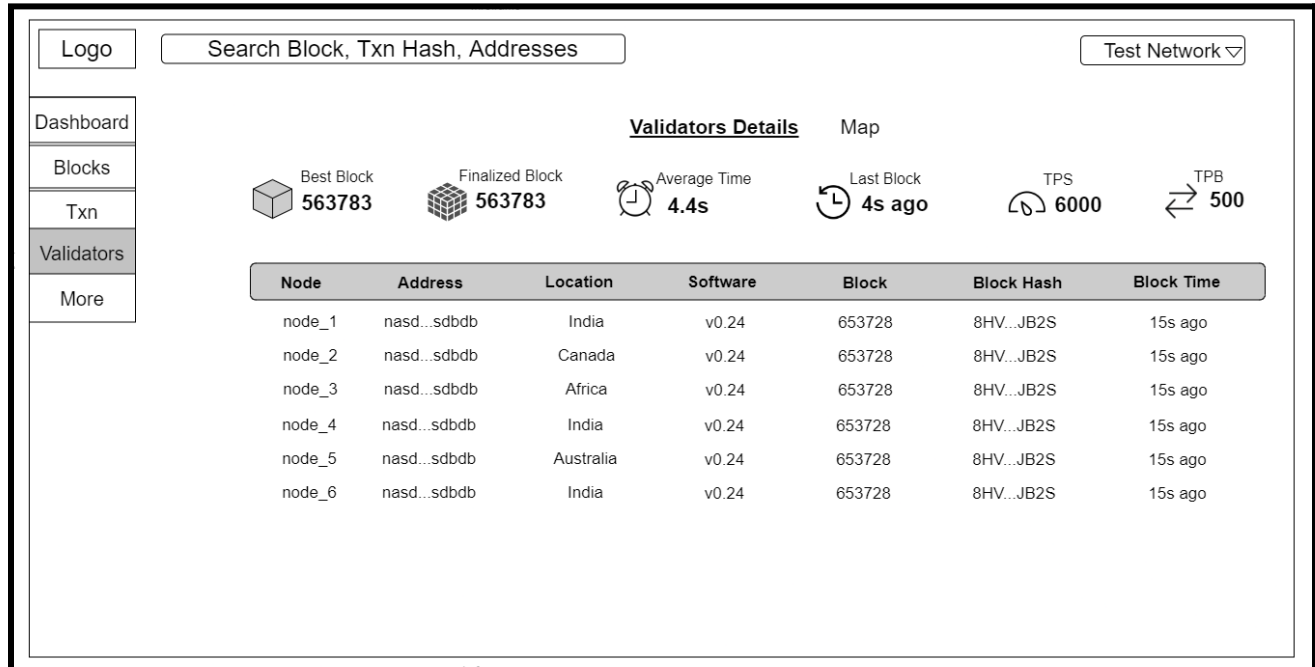 Logo
Search Block, Txn Hash, Addresses
Test Network
Dashboard
Blocks
Txn
Validators
More
Validators Details Map
Best Block
563783
Finalized Block
563783
Average Time
4.4s
Last Block
4s ago
TPS
6000
TPB
500
Node Address Location Software Block Block Hash Block Time
node_1 nasd...sdbdb India v0.24 653728 8HV...JB2S 15s ago
node_2 nasd...sdbdb Canada v0.24 653728 8HV...JB2S 15s ago
node_3 nasd...sdbdb Africa v0.24 653728 8HV...JB2S 15s ago
node_4 nasd...sdbdb India v0.24 653728 8HV...JB2S 15s ago
node_5 nasd...sdbdb Australia v0.24 653728 8HV...JB2S 15s ago
node_6 nasd...sdbdb India v0.24 653728 8HV...JB2S 15s ago